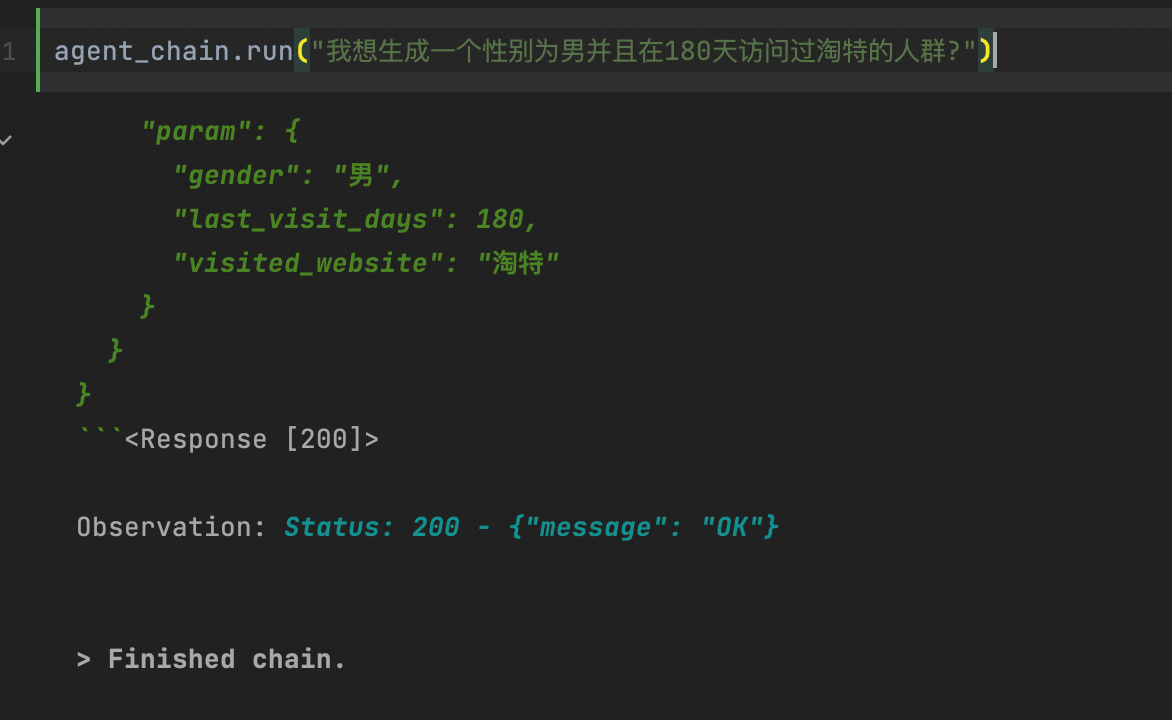 1 agent_chain.run("我想生成一个性别为男并且在180天访问过淘特的人群?")
"param": {
"gender": "男",
"last_visit_days": 180,
"visited_website": "淘特"
}
}
}
```<Response [200]>
Observation: Status: 200 - {"message": "OK"}
> Finished chain.